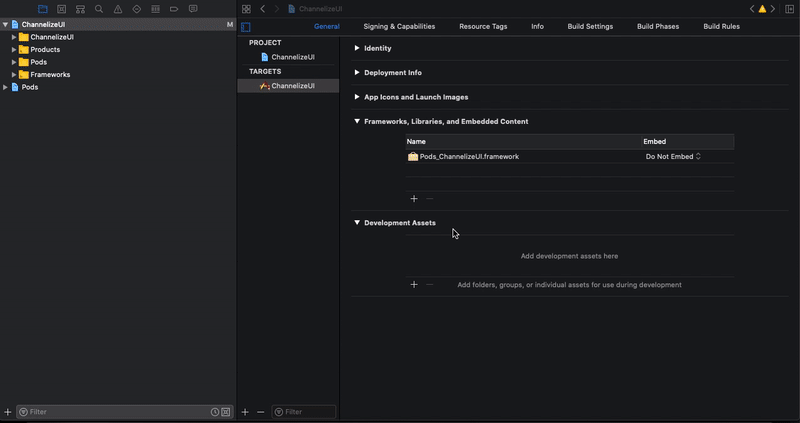 ChannelizeUI
ChannelizeUI M
ChannelizeUI
Products
Pods
Frameworks
Pods
Filter
General Signing & Capabilities Resource Tags Info Build Settings Build Phases Build Rules
PROJECT
ChannelizeUI
TARGETS
ChannelizeUI
Filter
Identity
Deployment Info
App Icons and Launch Images
Frameworks, Libraries, and Embedded Content
Name Embed
Pods_ChannelizeUI.framework Do Not Embed
Development Assets
Add development assets here
Add folders, groups, or individual assets for use during development